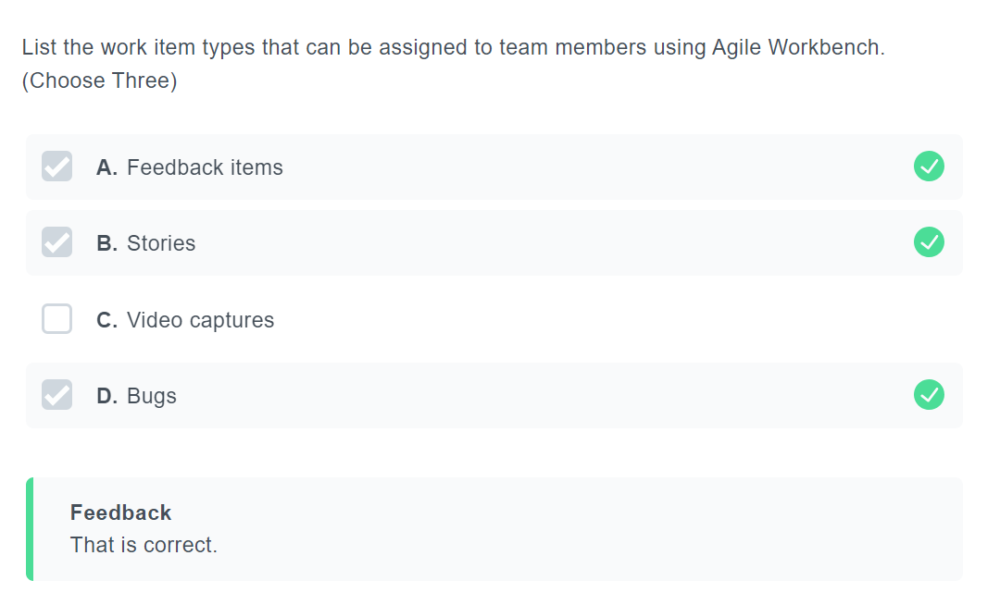 List the work item types that can be assigned to team members using Agile Workbench.
(Choose Three)
A. Feedback items
B. Stories
C. Video captures
D. Bugs
Feedback
That is correct.